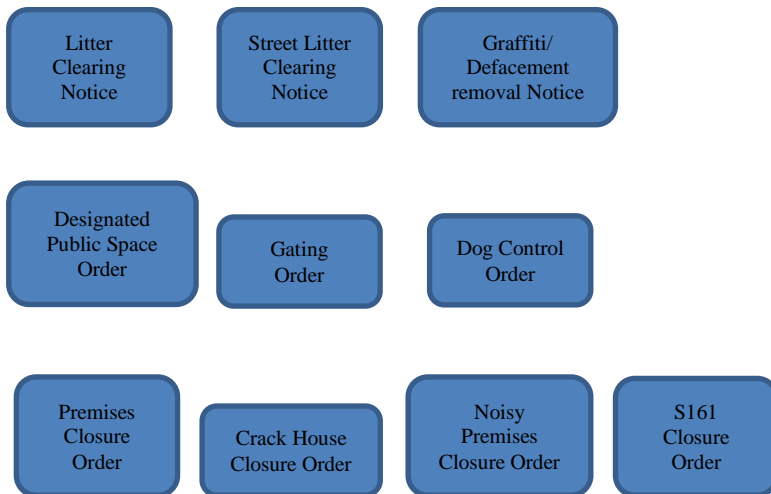 Litter
Clearing
Notice
Street Litter
Clearing
Notice
Graffiti/
Defacement
removal Notice
Designated
Public Space
Order
Gating
Order
Dog Control
Order
Premises
Closure
Order
Crack House
Closure Order
Noisy
Premises
Closure Order
S161
Closure
Order